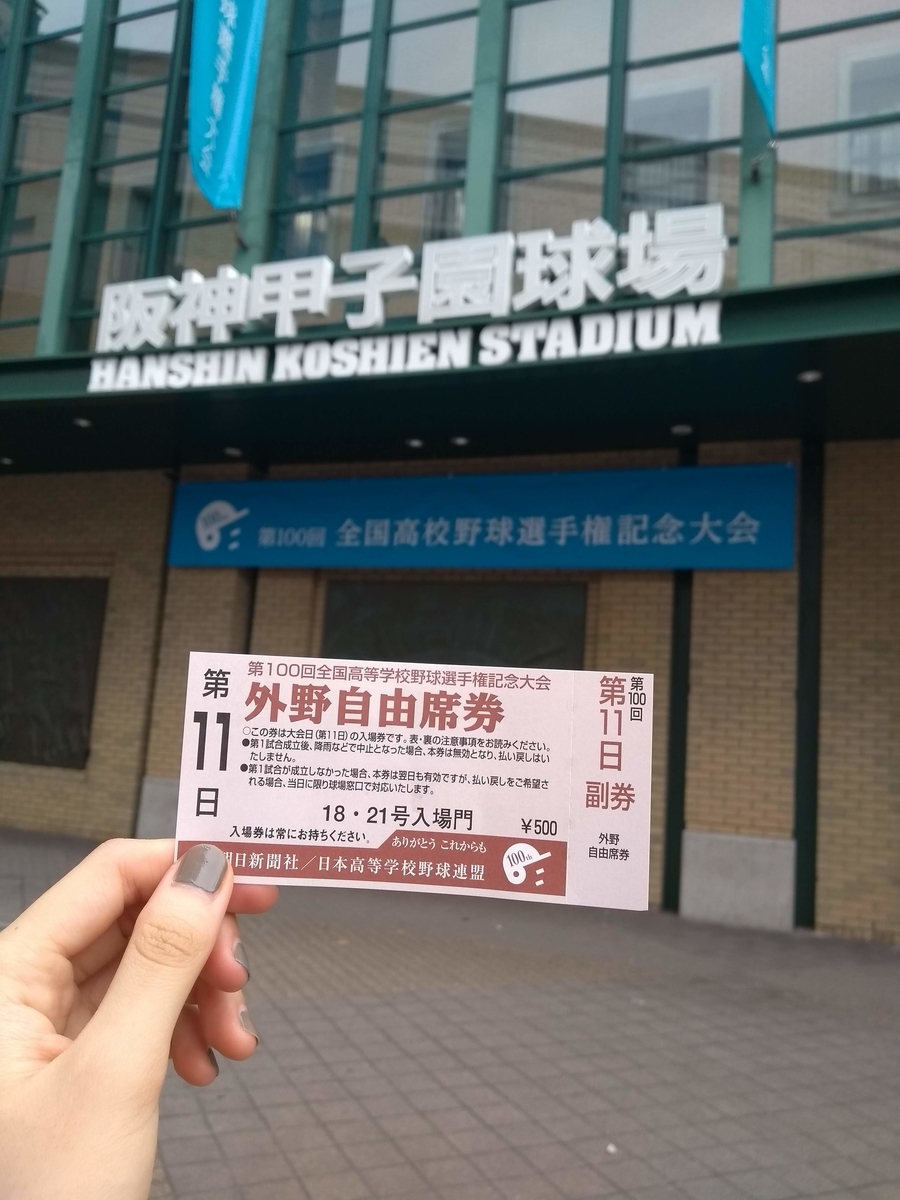 阪神甲子園球場
HANSHIN KOSHIEN STADIUM
第100回 全国高校野球選手権記念大会
第11日
第100回全国高等学校野球選手権記念大会
外野自由席券
○この券は大会日(第11日)の入場券です。表・裏の注意事項をお読みください。
●第1試合成立後、降雨などで中止となった場合、本券は無効となり、払い戻しはい
たしません。
●第1試合が成立しなかった場合、本券は翌日も有効ですが、払い戻しをご希望さ
れる場合、当日に限り球場窓口で対応いたします。
18・21号入場門 ¥500
入場券は常にお持ちください。
ありがとう これからも
朝日新聞社/日本高等学校野球連盟
100th
第100回
第11日
副券
外野
自由席券